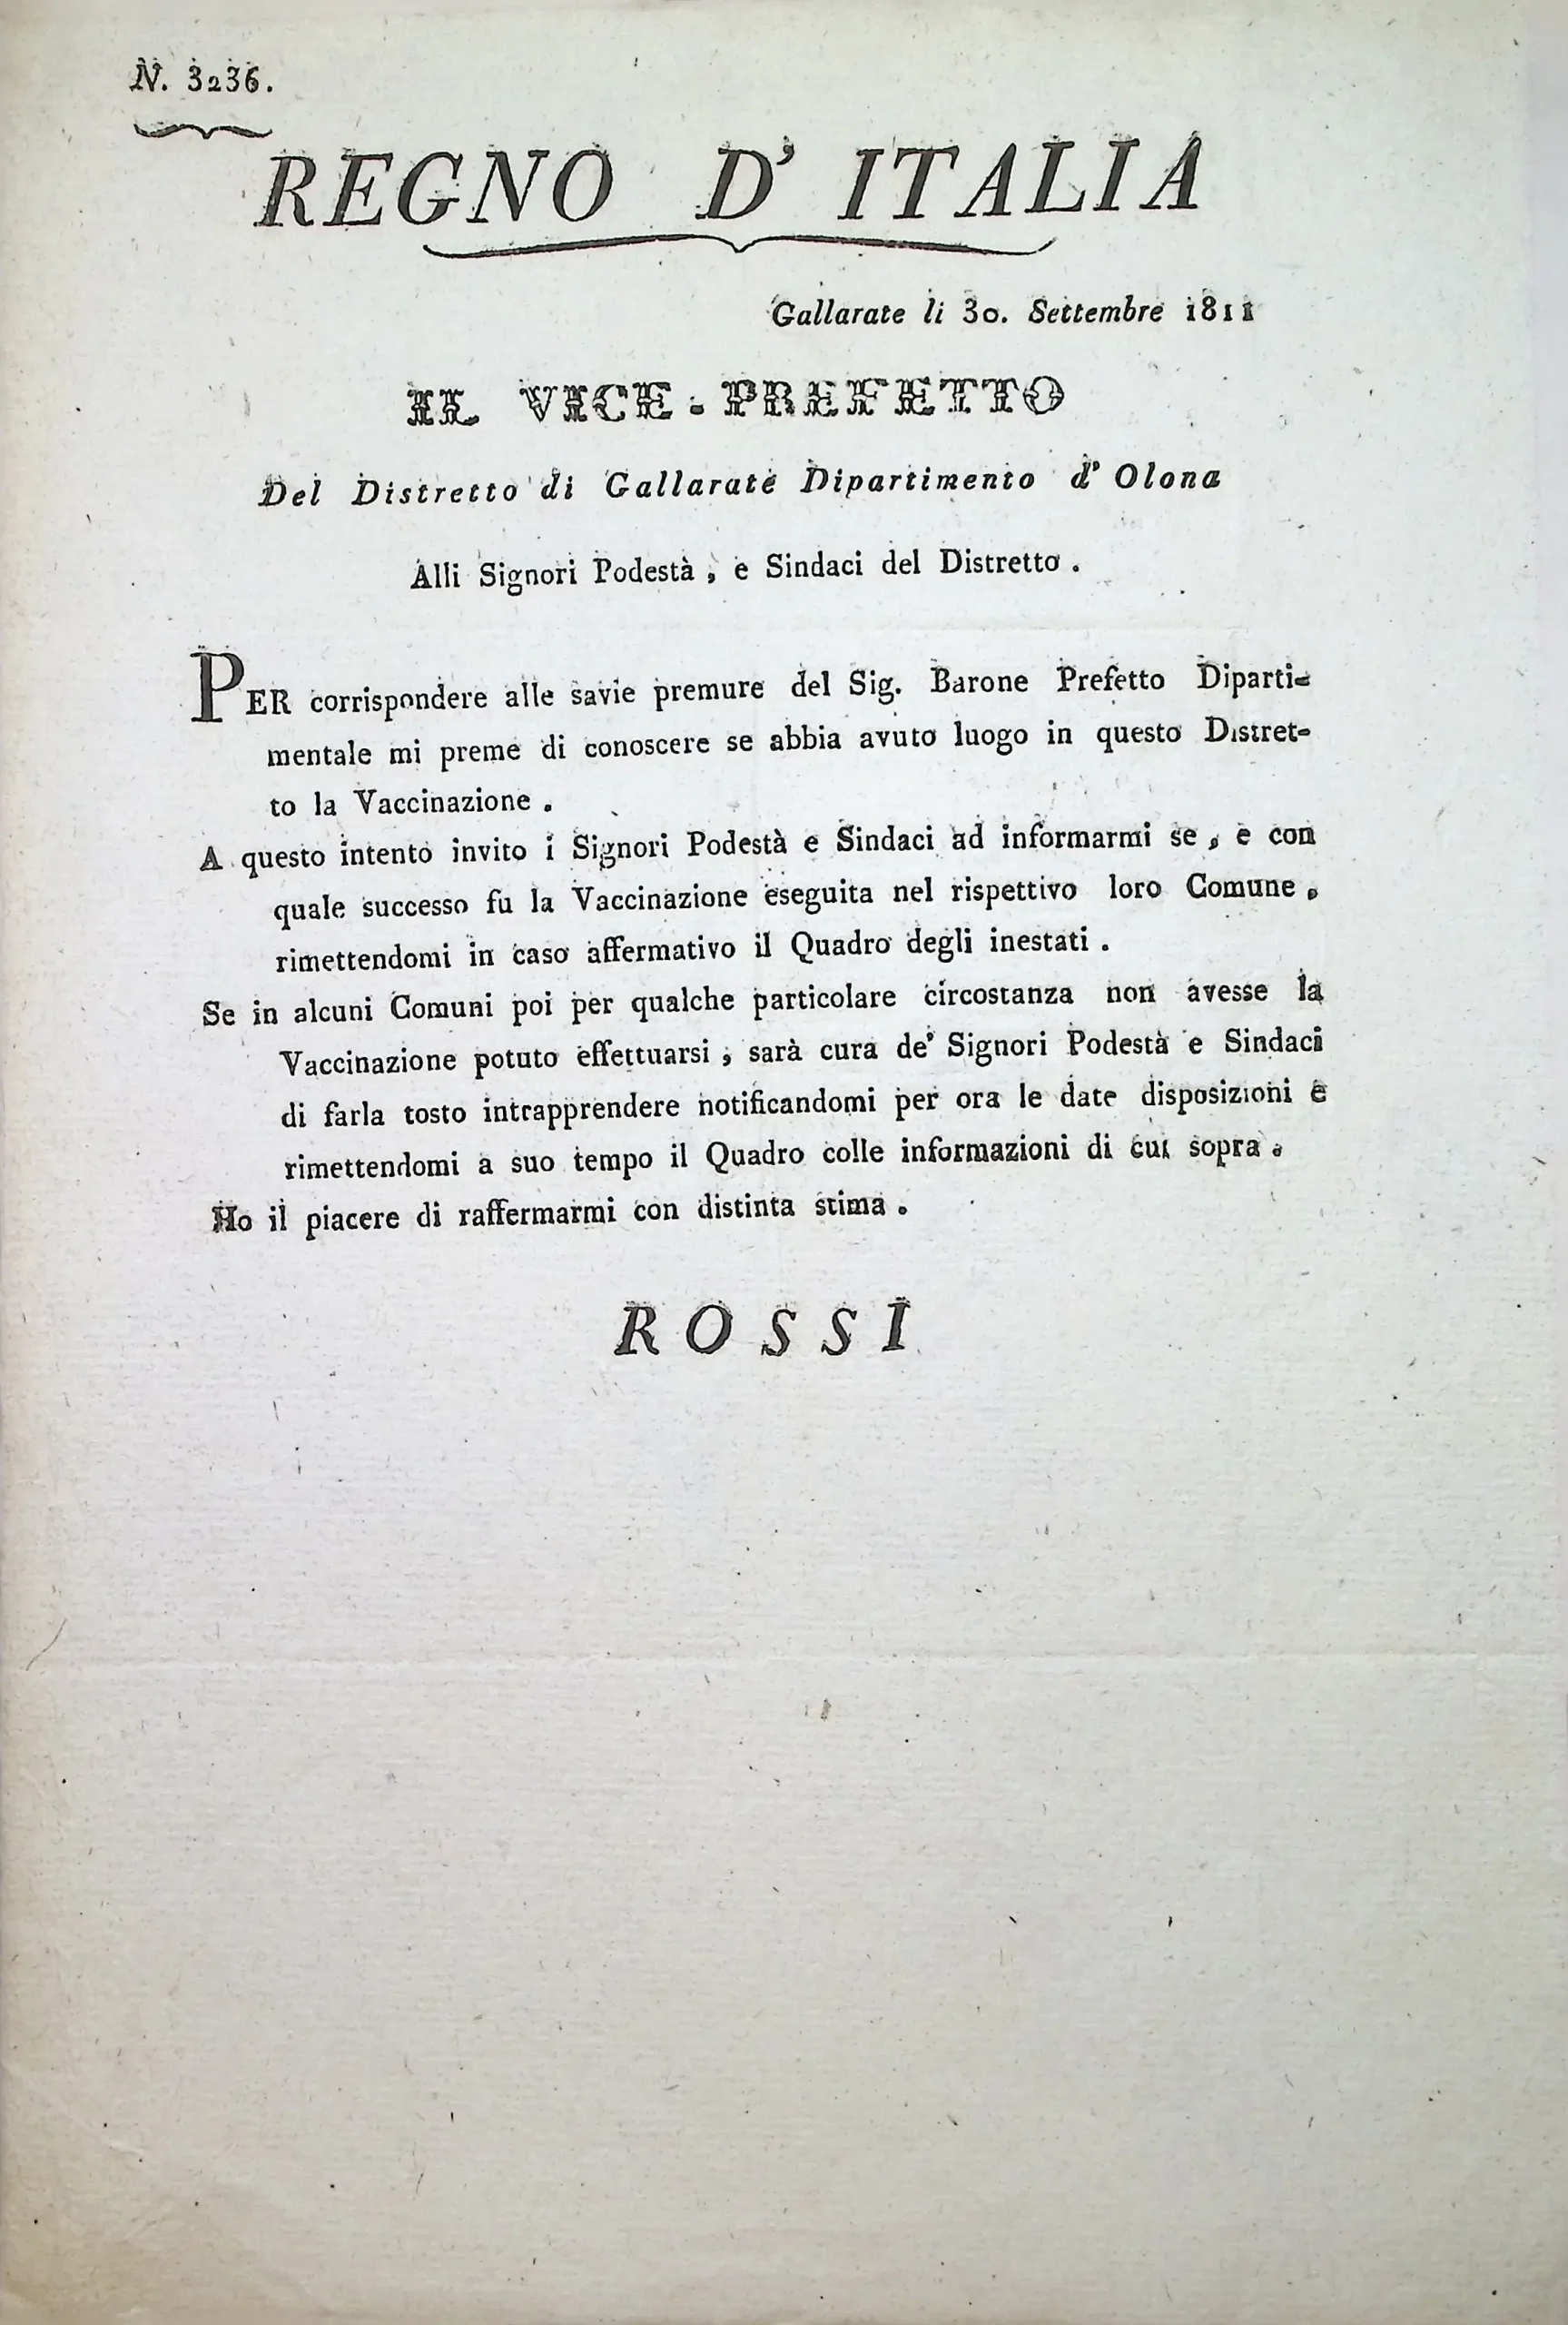 N. 3236.
REGNO D' ITALIA
Gallarate li 30. Settembre 1811
IL VICE-PREFETTO
Del Distretto di Gallarate Dipartimento d' Olona
Alli Signori Podestà, e Sindaci del Distretto.
PER corrispondere alle savie premure del Sig. Barone Prefetto Diparti-
mentale mi preme di conoscere se abbia avuto luogo in questo Distret-
to la Vaccinazione.
A questo intento invito i Signori Podestà e Sindaci ad informarmi se, e con
quale successo fu la Vaccinazione eseguita nel rispettivo loro Comune,
rimettendomi in caso affermativo il Quadro degli inestati.
Se in alcuni Comuni poi per qualche particolare circostanza non avesse la
Vaccinazione potuto effettuarsi, sarà cura de' Signori Podestà e Sindaci
di farla tosto intrapprendere notificandomi per ora le date disposizioni e
rimettendomi a suo tempo il Quadro colle informazioni di cui sopra.
Ho il piacere di raffermarmi con distinta stima.
ROSSI